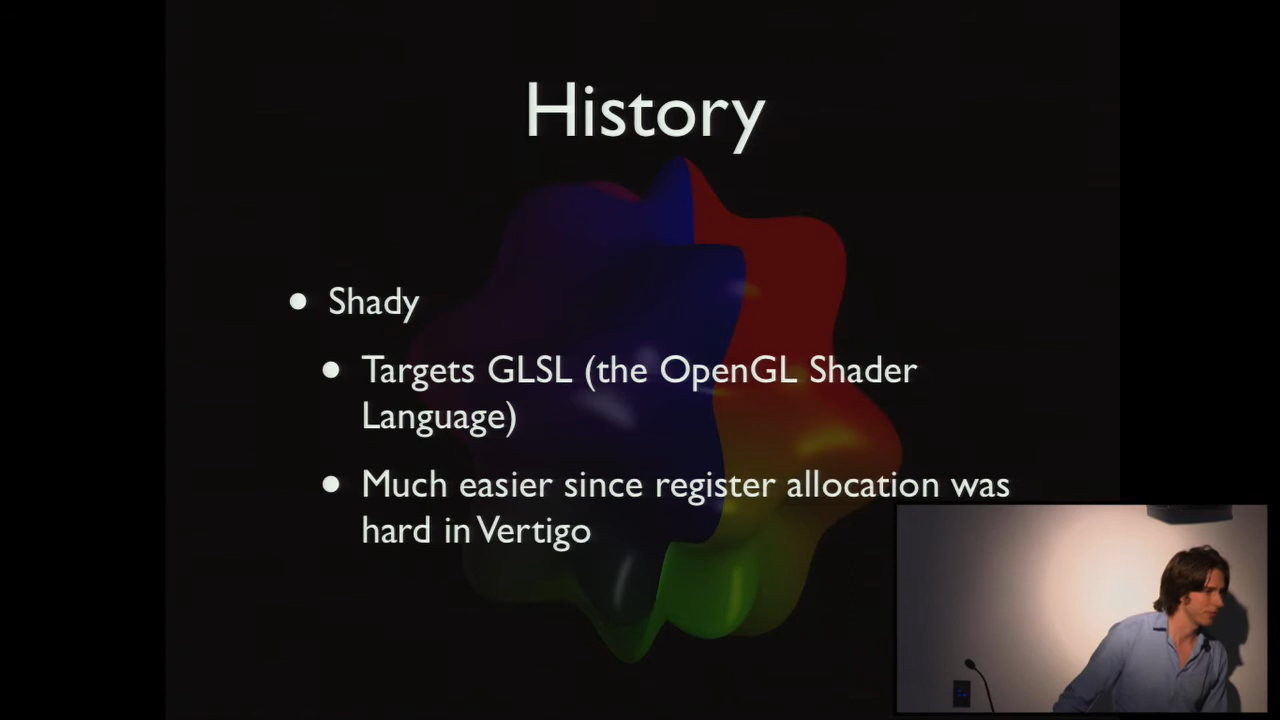 History
Shady
Targets GLSL (the OpenGL Shader
Language)
Much easier since register allocation was
hard in Vertigo